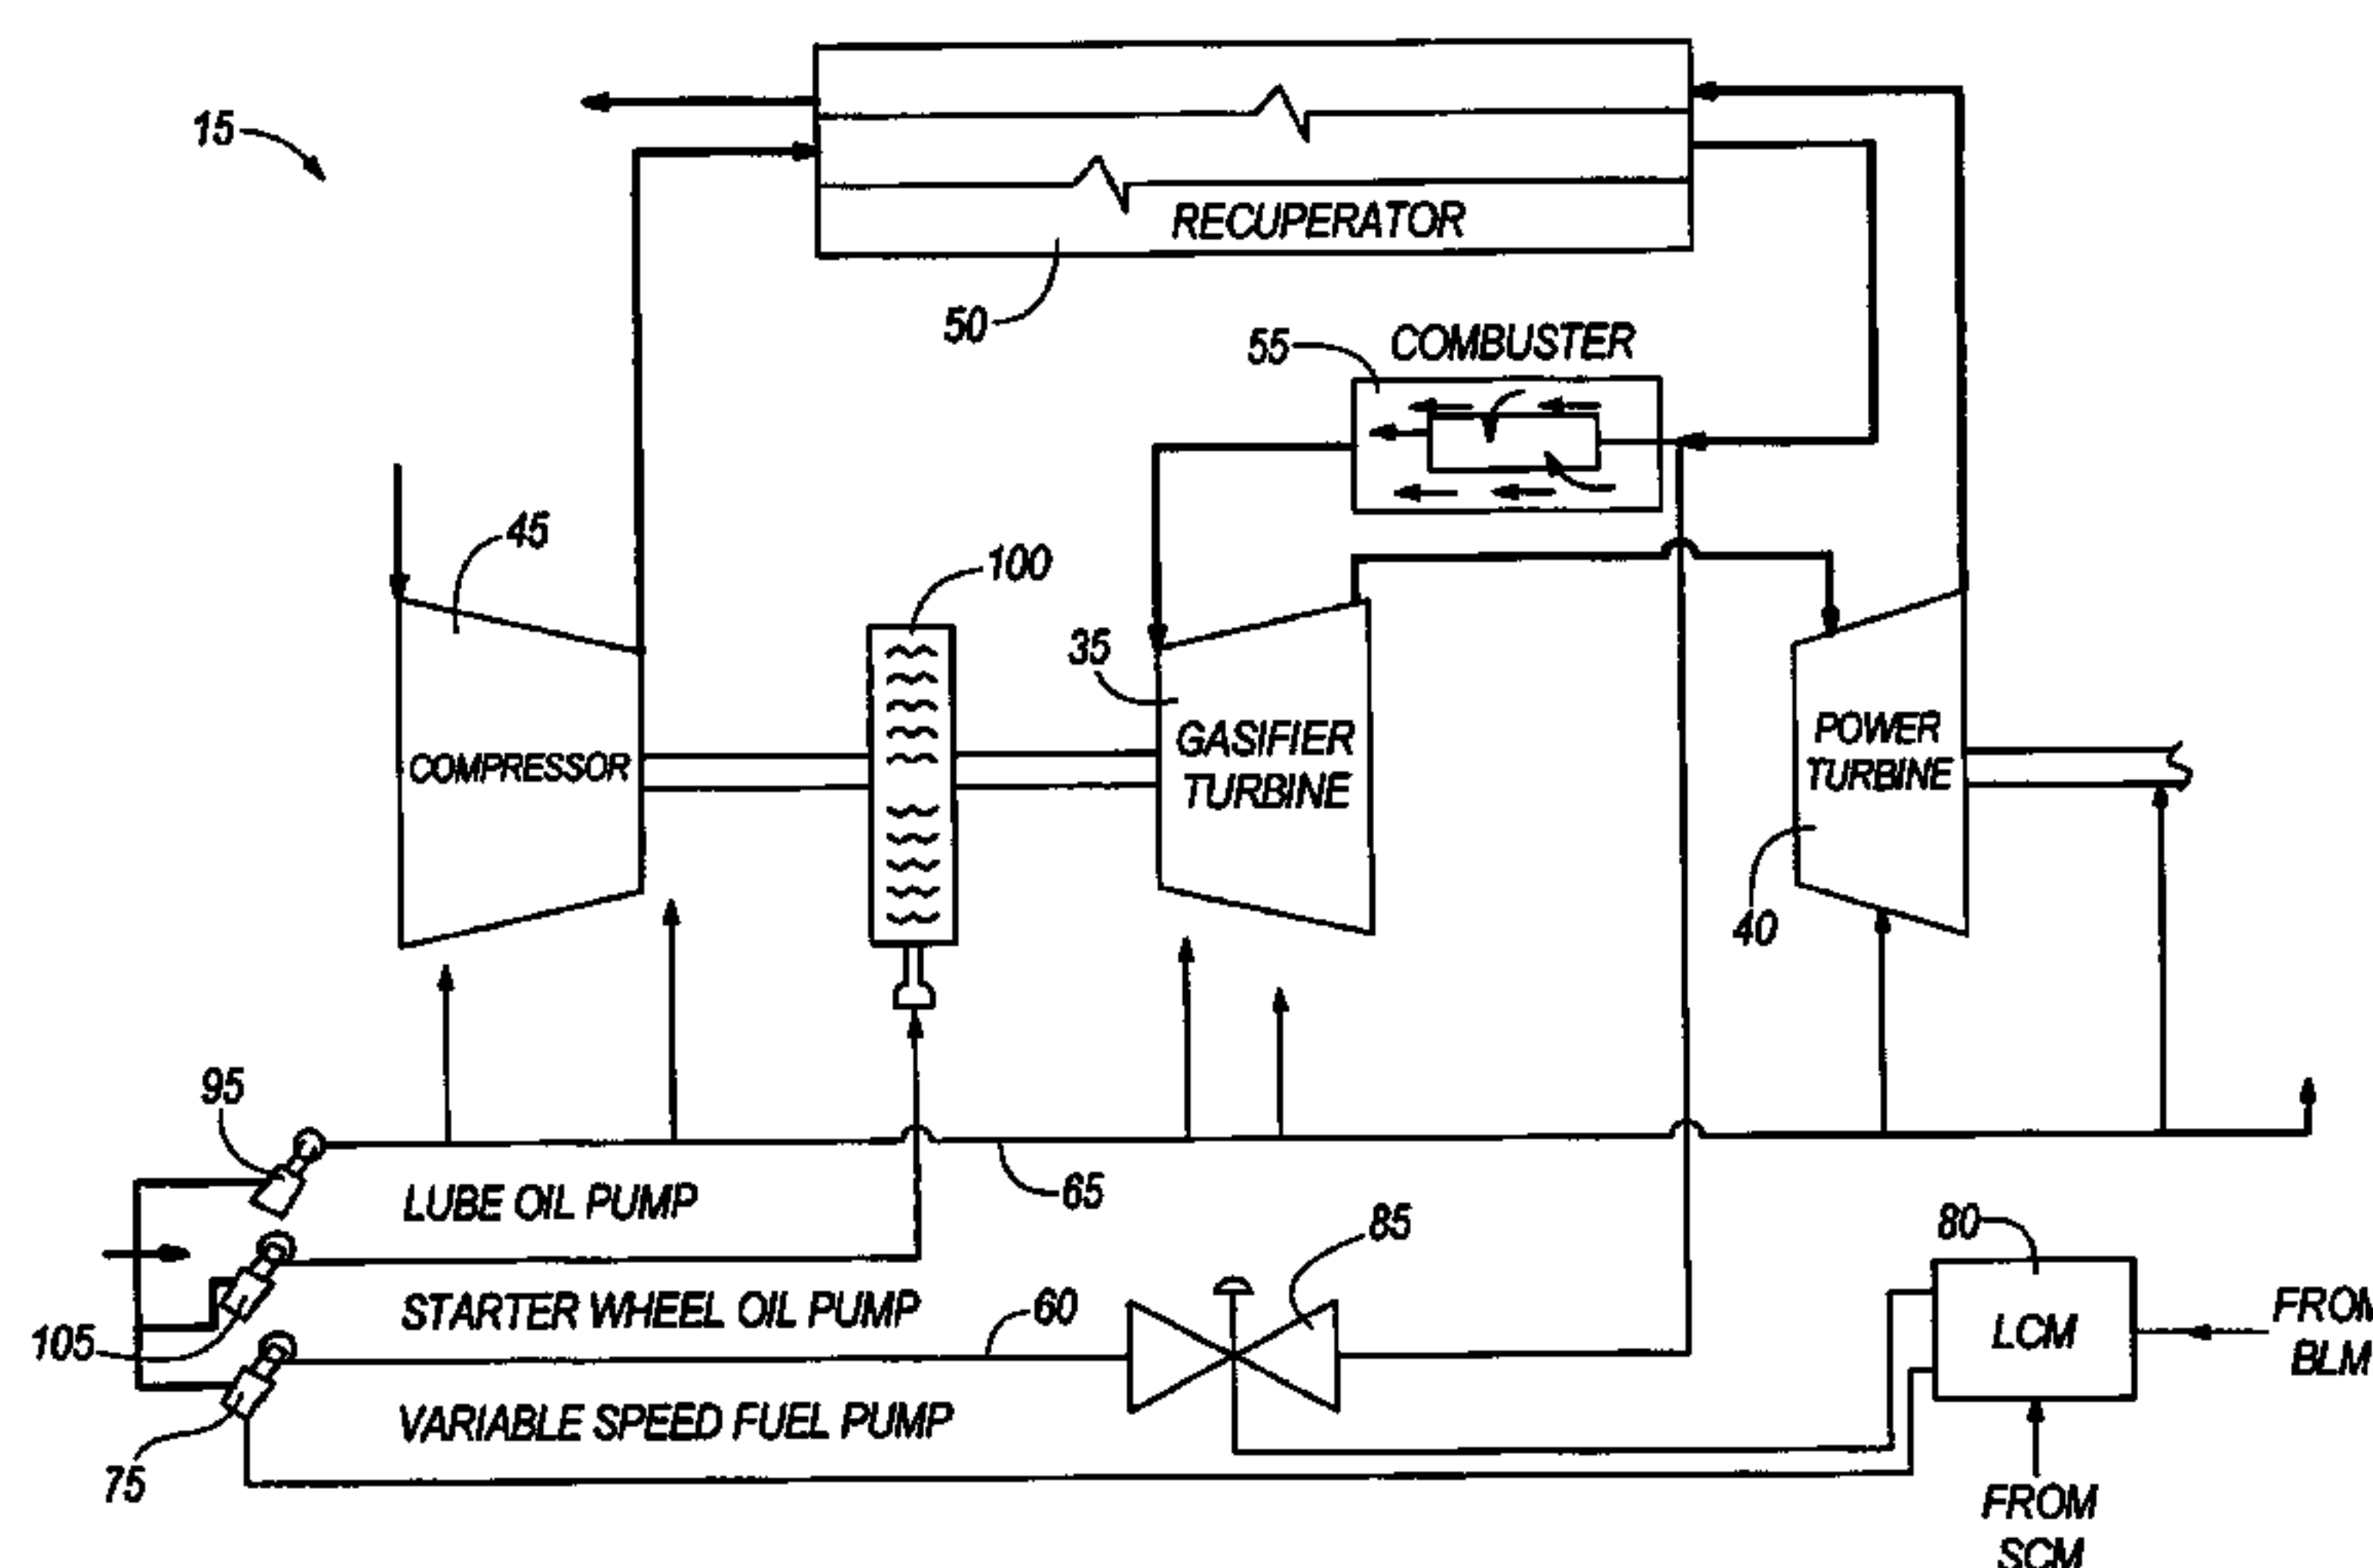 15
RECUPERATOR
50
55
COMBUSTER
45
100
35
GASIFIER
TURBINE
COMPRESSOR
POWER
TURBINE
40
95
LUBE OIL PUMP
65
85
80
STARTER WHEEL OIL PUMP
60
LCM
FROM
BLM
105
VARIABLE SPEED FUEL PUMP
75
FROM
SCM